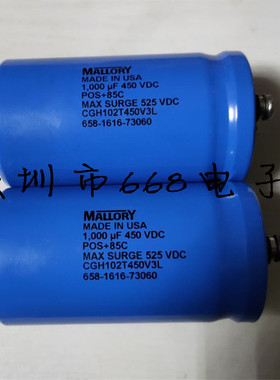 MALLORY
MADE IN USA
1,000 µF 450 VDC
POS+85C
MAX SURGE 525 VDC
CGH102T450V3L
658-1616-73060
圳市668电子
MALLORY
MADE IN USA
1,000 µF 450 VDC
POS+85C
MAX SURGE 525 VDC
CGH102T450V3L
658-1616-73060